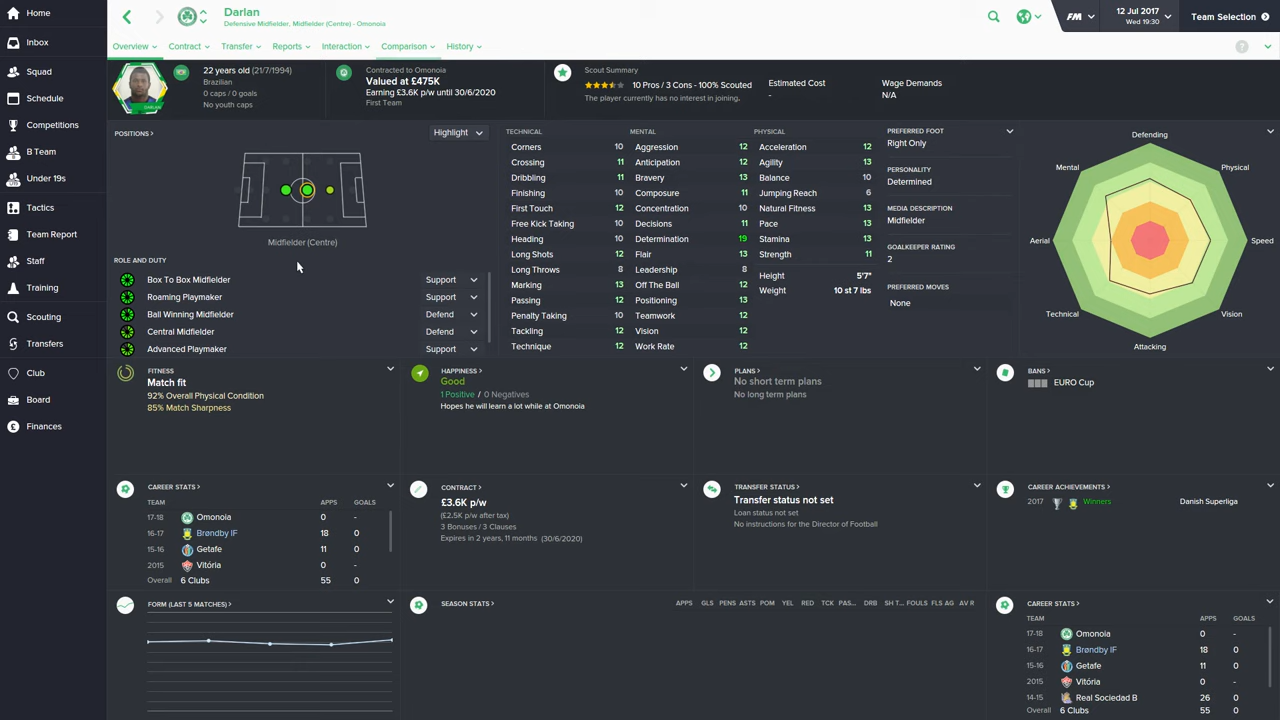 Home
Inbox
Squad
Schedule
Competitions
B Team
Under 19s
Tactics
Team Report
Staff
Training
Scouting
Transfers
Club
Board
Finances
Darlan
Defensive Midfielder, Midfielder (Centre) - Omonoia
FM
12 Jul 2017
Wed 19:30
Team Selection
Overview
Contract
Transfer
Reports
Interaction
Comparison
History
?
DARLAN
22 years old (21/7/1994)
Brazilian
0 caps / 0 goals
No youth caps
Contracted to Omonoia
Valued at £475K
Earning £3.6K p/w until 30/6/2020
First Team
Scout Summary
10 Pros / 3 Cons - 100% Scouted
The player currently has no interest in joining.
Estimated Cost
-
Wage Demands
N/A
POSITIONS >
Highlight
Midfielder (Centre)
ROLE AND DUTY
Box To Box Midfielder Support
Roaming Playmaker Support
Ball Winning Midfielder Defend
Central Midfielder Defend
Advanced Playmaker Support
TECHNICAL
Corners 10
Crossing 11
Dribbling 11
Finishing 10
First Touch 12
Free Kick Taking 10
Heading 10
Long Shots 12
Long Throws 8
Marking 13
Passing 12
Penalty Taking 10
Tackling 12
Technique 12
MENTAL
Aggression 12
Anticipation 12
Bravery 13
Composure 11
Concentration 10
Decisions 11
Determination 19
Flair 13
Leadership 8
Off The Ball 12
Positioning 13
Teamwork 12
Vision 12
Work Rate 12
PHYSICAL
Acceleration 12
Agility 13
Balance 10
Jumping Reach 6
Natural Fitness 13
Pace 13
Stamina 13
Strength 11
Height 5'7"
Weight 10 st 7 lbs
PREFERRED FOOT
Right Only
PERSONALITY
Determined
MEDIA DESCRIPTION
Midfielder
GOALKEEPER RATING
2
PREFERRED MOVES
None
Defending
Physical
Speed
Vision
Attacking
Technical
Aerial
Mental
FITNESS
Match fit
92% Overall Physical Condition
85% Match Sharpness
HAPPINESS >
Good
1 Positive / 0 Negatives
Hopes he will learn a lot while at Omonoia
PLANS >
No short term plans
No long term plans
BANS >
EURO Cup
CAREER STATS >
TEAM APPS GOALS
17-18 Omonoia 0 -
16-17 Brøndby IF 18 0
15-16 Getafe 11 0
2015 Vitória 0 -
Overall 6 Clubs 55 0
CONTRACT >
£3.6K p/w
(£2.5K p/w after tax)
3 Bonuses / 3 Clauses
Expires in 2 years, 11 months (30/6/2020)
TRANSFER STATUS >
Transfer status not set
Loan status not set
No instructions for the Director of Football
CAREER ACHIEVEMENTS >
2017 Winners Danish Superliga
FORM (LAST 5 MATCHES) >
SEASON STATS >
APPS GLS PENS ASTS POM YEL RED TCK PAS... DRB SH T... FOULS FLS AG AV R
CAREER STATS >
TEAM APPS GOALS
17-18 Omonoia 0 -
16-17 Brøndby IF 18 0
15-16 Getafe 11 0
2015 Vitória 0 -
14-15 Real Sociedad B 26 0
Overall 6 Clubs 55 0